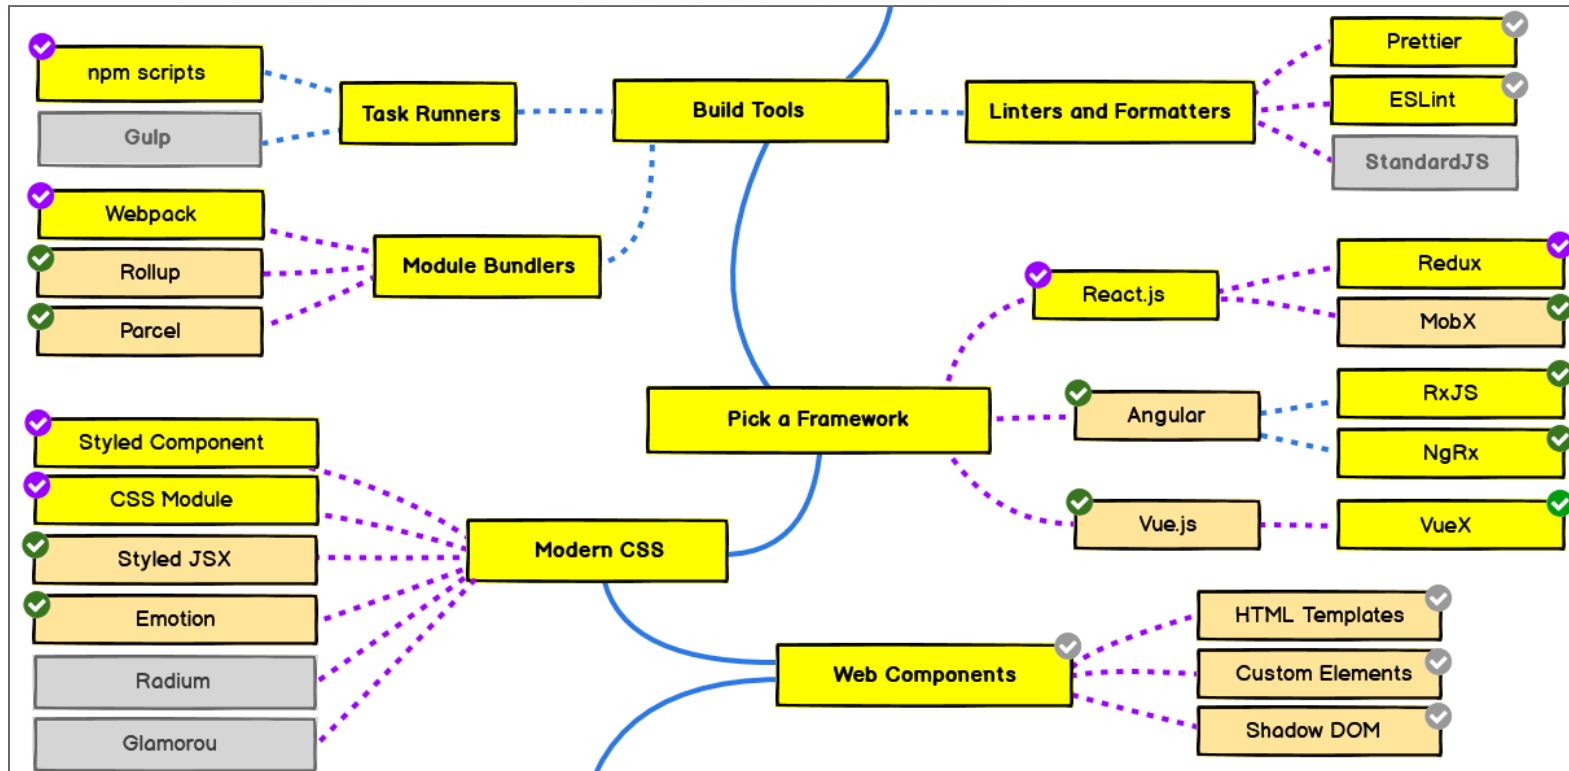 npm scripts
Gulp
Task Runners
Build Tools
Linters and Formatters
Prettier
ESLint
StandardJS
Webpack
Rollup
Parcel
Module Bundlers
React.js
Redux
MobX
Pick a Framework
Angular
RxJS
NgRx
Vue.js
VueX
Styled Component
CSS Module
Styled JSX
Emotion
Radium
Glamorou
Modern CSS
Web Components
HTML Templates
Custom Elements
Shadow DOM